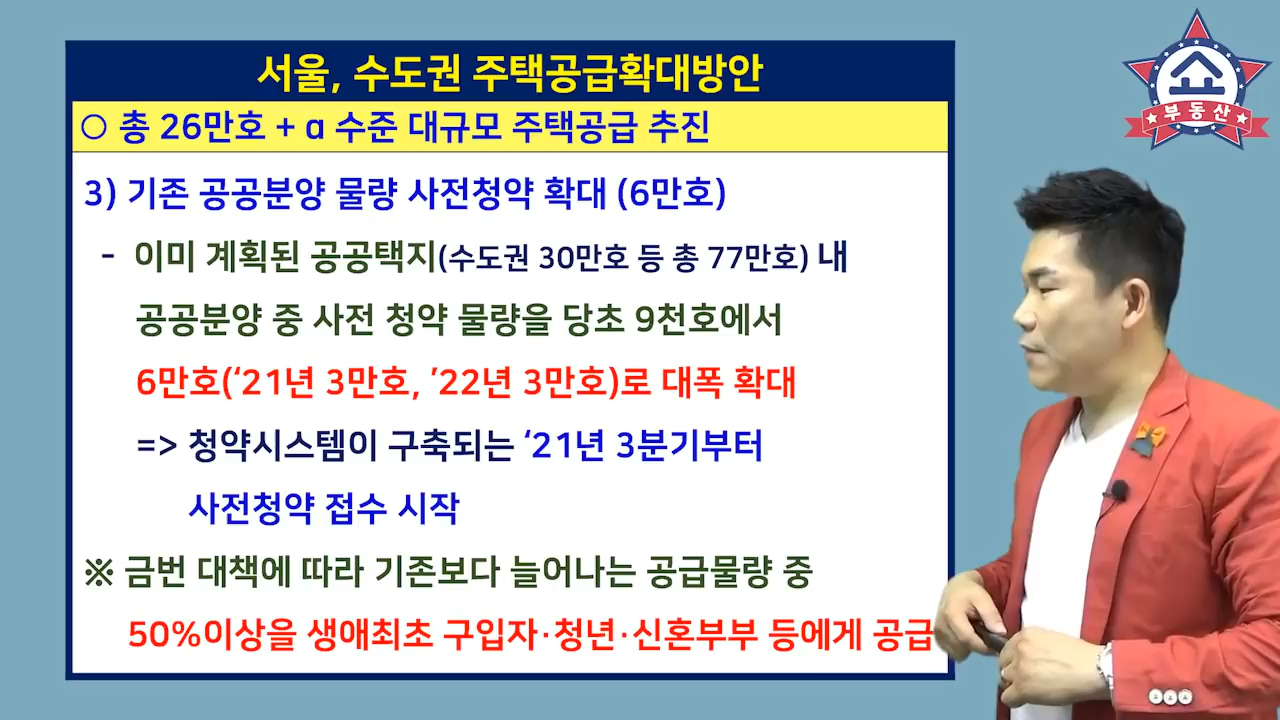 서울, 수도권 주택공급확대방안
○ 총 26만호 + α 수준 대규모 주택공급 추진
3) 기존 공공분양 물량 사전청약 확대 (6만호)
- 이미 계획된 공공택지(수도권 30만호 등 총 77만호) 내
공공분양 중 사전 청약 물량을 당초 9천호에서
6만호(‘21년 3만호, ’22년 3만호)로 대폭 확대
=> 청약시스템이 구축되는 ‘21년 3분기부터
사전청약 접수 시작
※ 금번 대책에 따라 기존보다 늘어나는 공급물량 중
50%이상을 생애최초 구입자·청년·신혼부부 등에게 공급
쇼
★부동산★